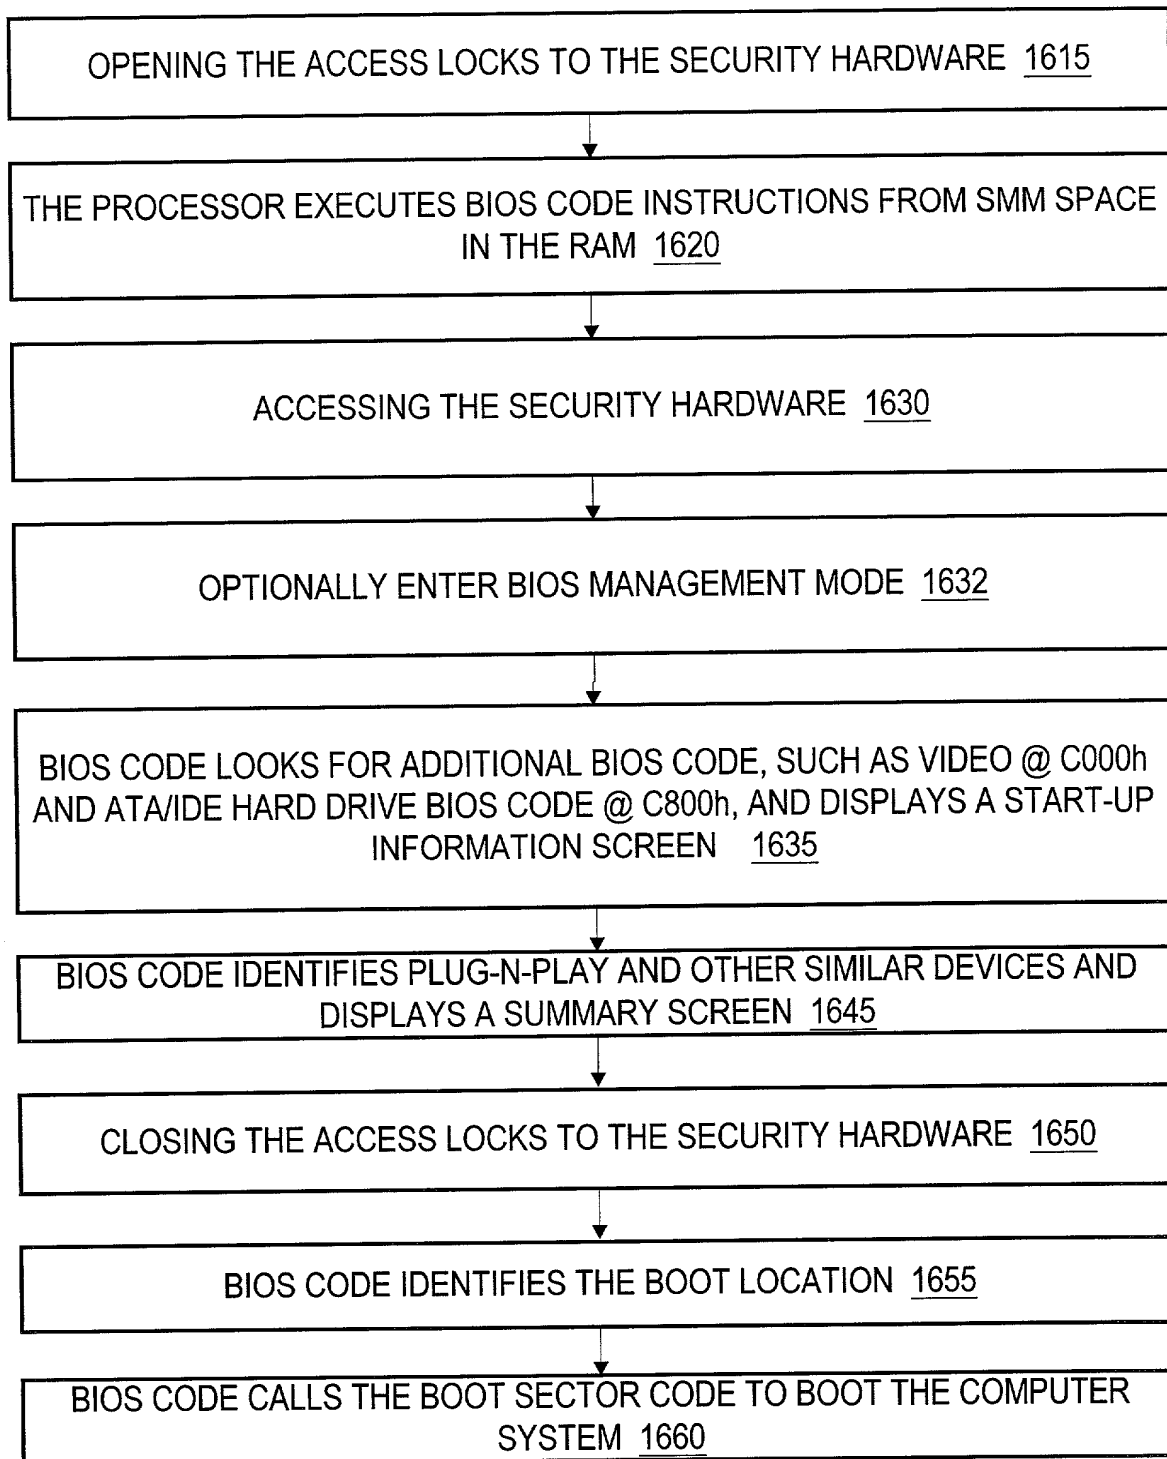 OPENING THE ACCESS LOCKS TO THE SECURITY HARDWARE 1615
THE PROCESSOR EXECUTES BIOS CODE INSTRUCTIONS FROM SMM SPACE
IN THE RAM 1620
ACCESSING THE SECURITY HARDWARE 1630
OPTIONALLY ENTER BIOS MANAGEMENT MODE 1632
BIOS CODE LOOKS FOR ADDITIONAL BIOS CODE, SUCH AS VIDEO @ C000h
AND ATA/IDE HARD DRIVE BIOS CODE @ C800h, AND DISPLAYS A START-UP
INFORMATION SCREEN 1635
BIOS CODE IDENTIFIES PLUG-N-PLAY AND OTHER SIMILAR DEVICES AND
DISPLAYS A SUMMARY SCREEN 1645
CLOSING THE ACCESS LOCKS TO THE SECURITY HARDWARE 1650
BIOS CODE IDENTIFIES THE BOOT LOCATION 1655
BIOS CODE CALLS THE BOOT SECTOR CODE TO BOOT THE COMPUTER
SYSTEM 1660